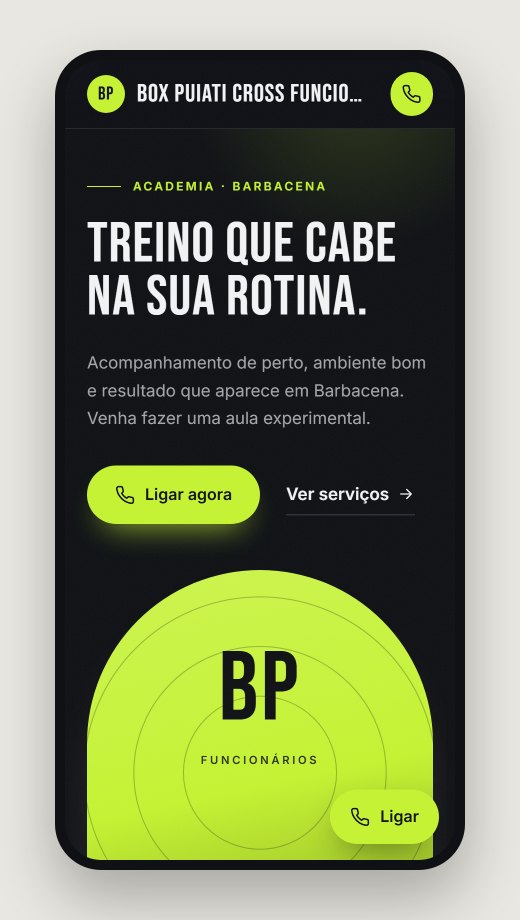 BP
BOX PUIATI CROSS FUNCIO...
ACADEMIA · BARBACENA
TREINO QUE CABE
NA SUA ROTINA.
Acompanhamento de perto, ambiente bom
e resultado que aparece em Barbacena.
Venha fazer uma aula experimental.
Ligar agora
Ver serviços →
BP
FUNCIONÁRIOS
Ligar